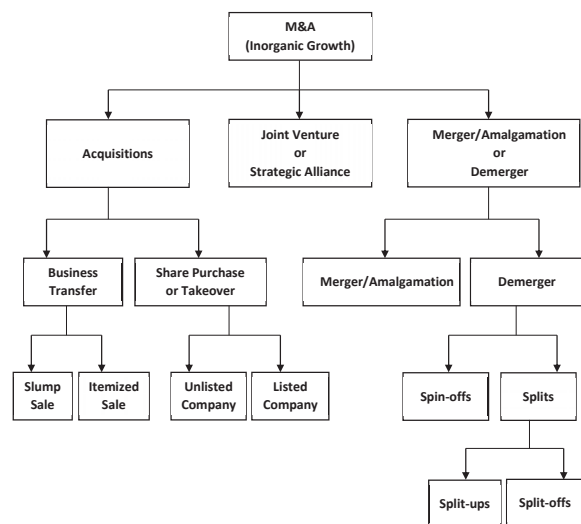 M&A
(Inorganic Growth)
Acquisitions
Joint Venture
or
Strategic Alliance
Merger/Amalgamation
or
Demerger
Business
Transfer
Share Purchase
or Takeover
Merger/Amalgamation
Demerger
Slump
Sale
Itemized
Sale
Unlisted
Company
Listed
Company
Spin-offs
Splits
Split-ups
Split-offs